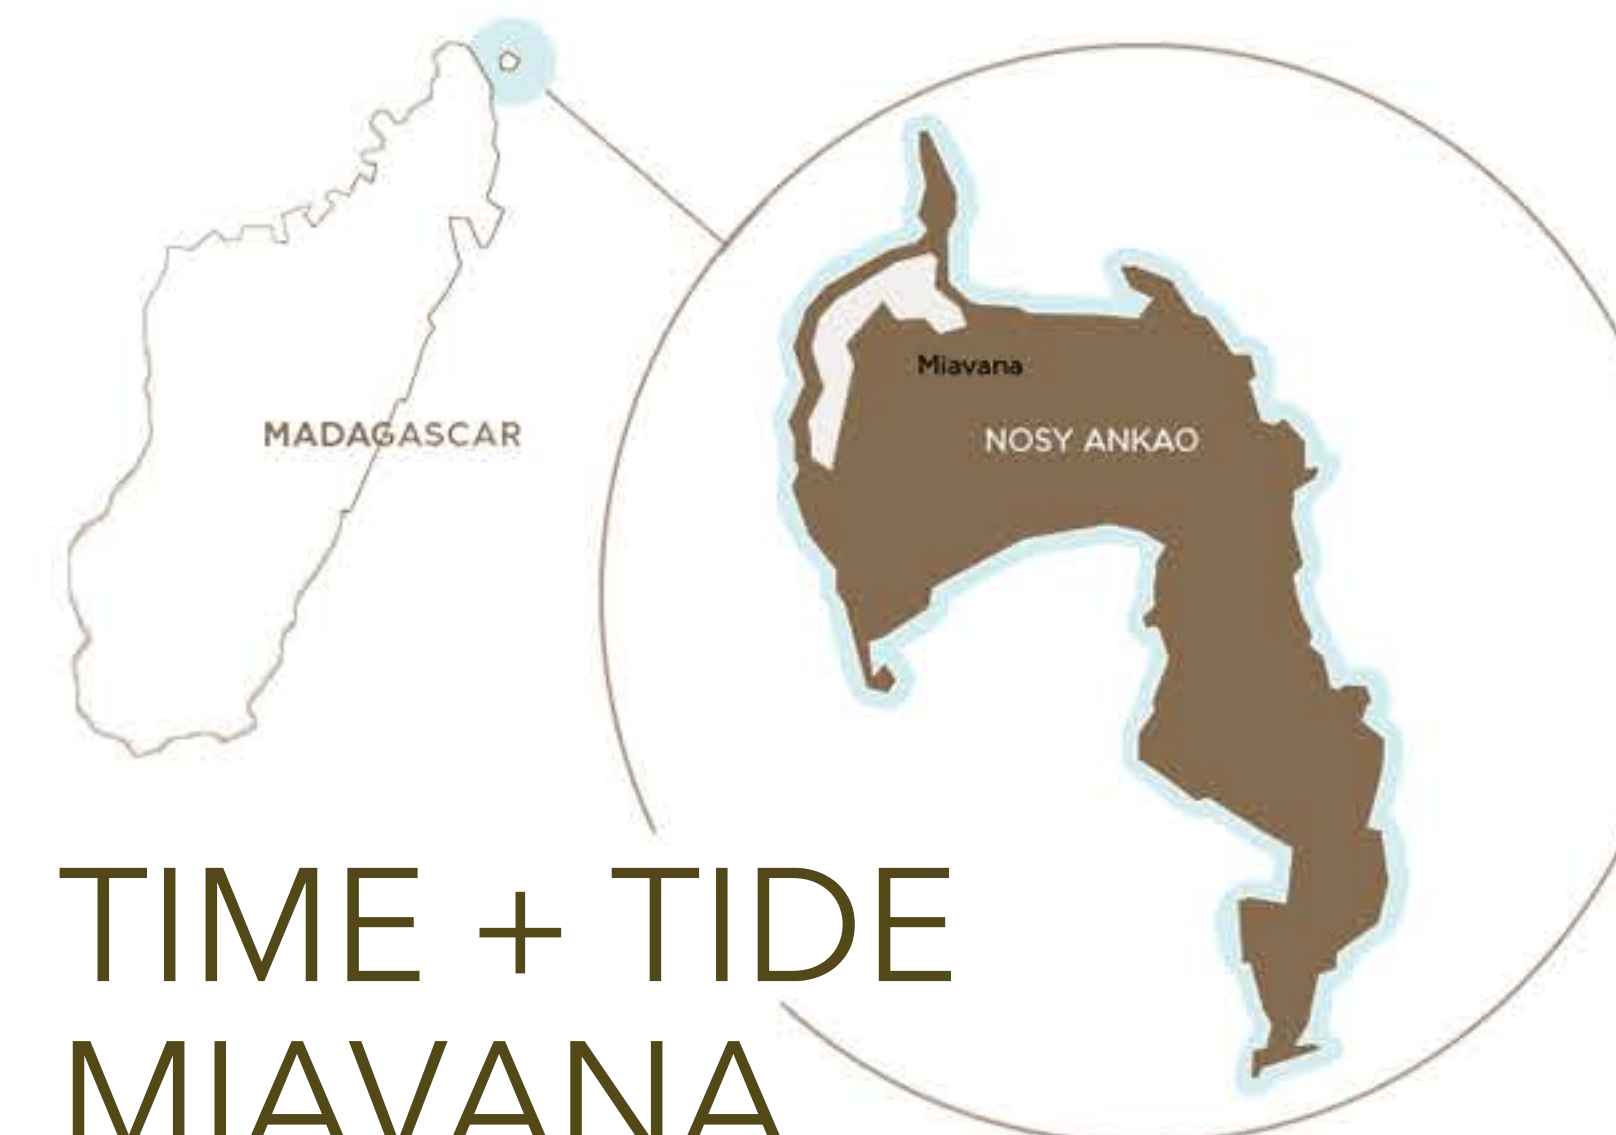 Miavana
MADAGASCAR
NOSY ANKAO
TIME + TIDE
MIAVANA